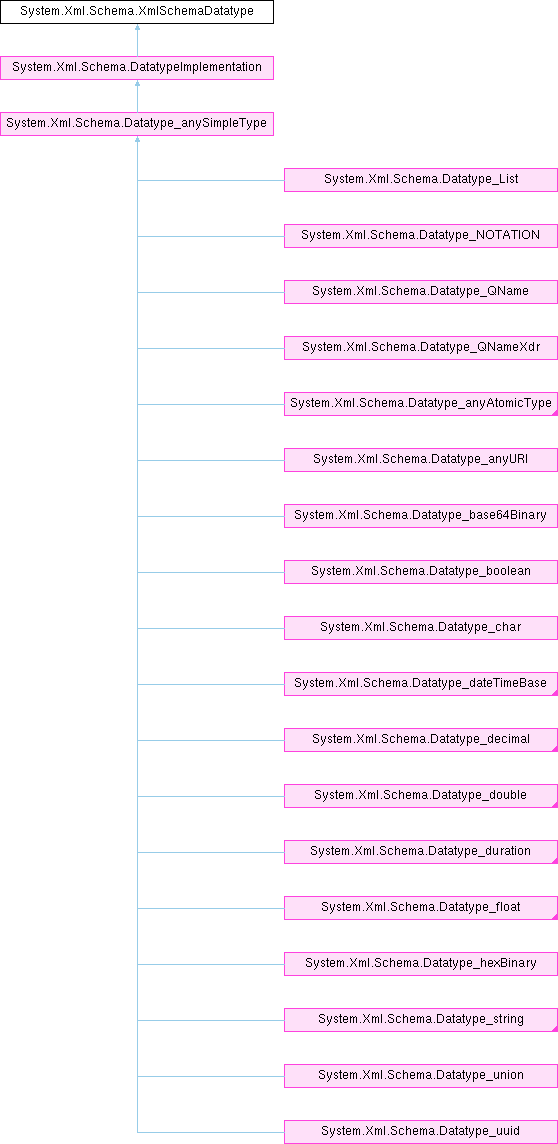 System.Xml.Schema.XmlSchemaDatatype
System.Xml.Schema.DatatypeImplementation
System.Xml.Schema.Datatype_anySimpleType
System.Xml.Schema.Datatype_List
System.Xml.Schema.Datatype_NOTATION
System.Xml.Schema.Datatype_QName
System.Xml.Schema.Datatype_QNameXdr
System.Xml.Schema.Datatype_anyAtomicType
System.Xml.Schema.Datatype_anyURI
System.Xml.Schema.Datatype_base64Binary
System.Xml.Schema.Datatype_boolean
System.Xml.Schema.Datatype_char
System.Xml.Schema.Datatype_dateTimeBase
System.Xml.Schema.Datatype_decimal
System.Xml.Schema.Datatype_double
System.Xml.Schema.Datatype_duration
System.Xml.Schema.Datatype_float
System.Xml.Schema.Datatype_hexBinary
System.Xml.Schema.Datatype_string
System.Xml.Schema.Datatype_union
System.Xml.Schema.Datatype_uuid